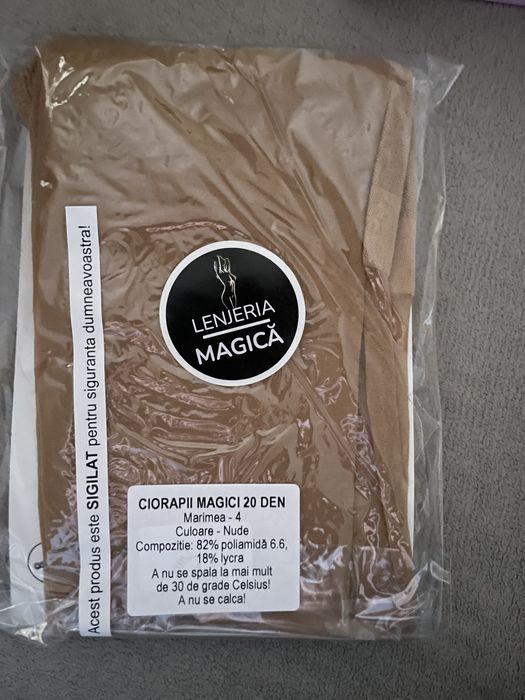 LENJERIA
MAGICĂ
Acest produs este SIGILAT pentru siguranta dumneavoastra!
CIORAPII MAGICI 20 DEN
Marimea - 4
Culoare - Nude
Compozitie: 82% poliamidă 6.6,
18% lycra
A nu se spala la mai mult
de 30 de grade Celsius!
A nu se calca!